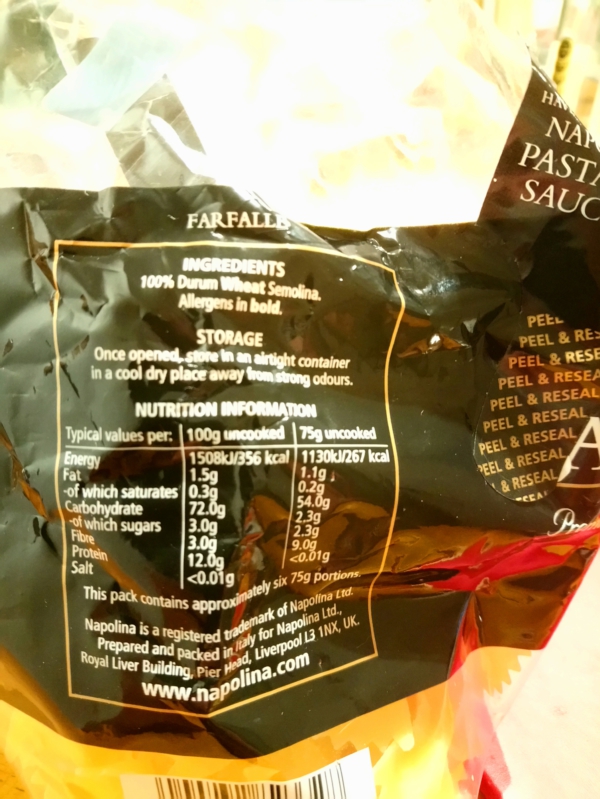 FARFALLE
INGREDIENTS
100% Durum Wheat Semolina.
Allergens in bold.
STORAGE
Once opened, store in an airtight container
in a cool dry place away from strong odours.
NUTRITION INFORMATION
Typical values per: 100g uncooked 75g uncooked
Energy 1508kJ/356 kcal 1130kJ/267 kcal
Fat 1.5g 1.1g
-of which saturates 0.3g 0.2g
Carbohydrate 72.0g 54.0g
-of which sugars 3.0g 2.3g
Fibre 3.0g 2.3g
Protein 12.0g 9.0g
Salt <0.01g <0.01g
This pack contains approximately six 75g portions.
Napolina is a registered trademark of Napolina Ltd.
Prepared and packed in Italy for Napolina Ltd.,
Royal Liver Building, Pier Head, Liverpool L3 1NX, UK.
www.napolina.com
PASTA
SAUC
PEEL
PEEL & RES
PEEL & RESE
PEEL & RESEA
PEEL & RESEA
PEEL & RESEAL
PEEL & RESEAL
PEEL & RESEAL
& RESEAL
A